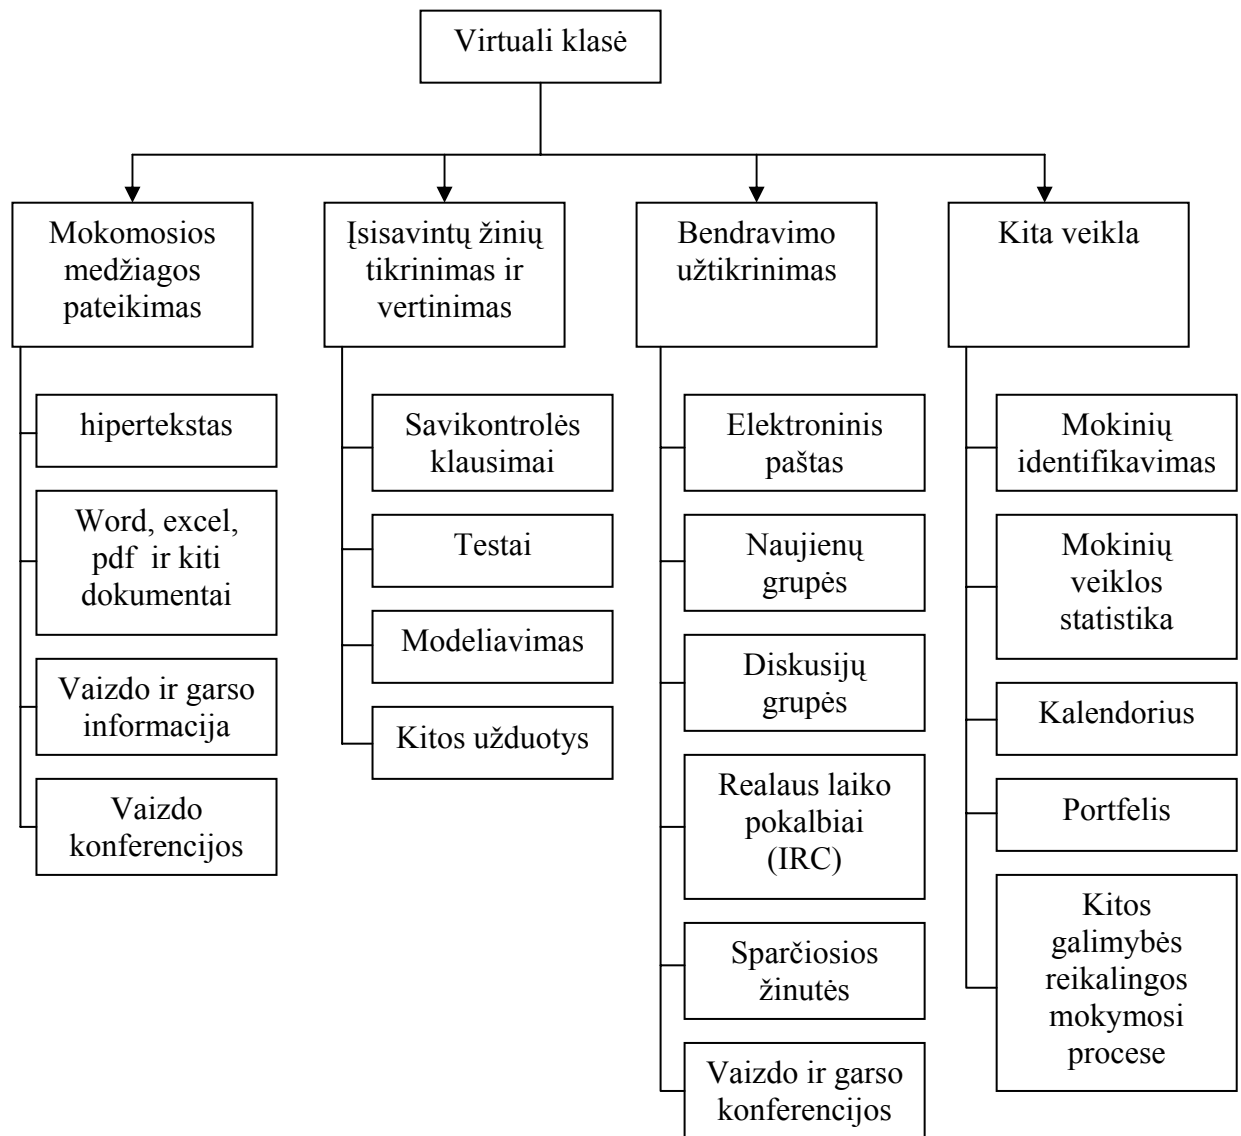 Virtuali klasė
Mokomosios
medžiagos
pateikimas
hipertekstas
Word, excel,
pdf ir kiti
dokumentai
Vaizdo ir garso
informacija
Vaizdo
konferencijos
Įsisavintų žinių
tikrinimas ir
vertinimas
Savikontrolės
klausimai
Testai
Modeliavimas
Kitos užduotys
Bendravimo
užtikrinimas
Elektroninis
paštas
Naujienų
grupės
Diskusijų
grupės
Realaus laiko
pokalbiai
(IRC)
Sparčiosios
žinutės
Vaizdo ir garso
konferencijos
Kita veikla
Mokinių
identifikavimas
Mokinių
veiklos
statistika
Kalendorius
Portfelis
Kitos
galimybės
reikalingos
mokymosi
procese